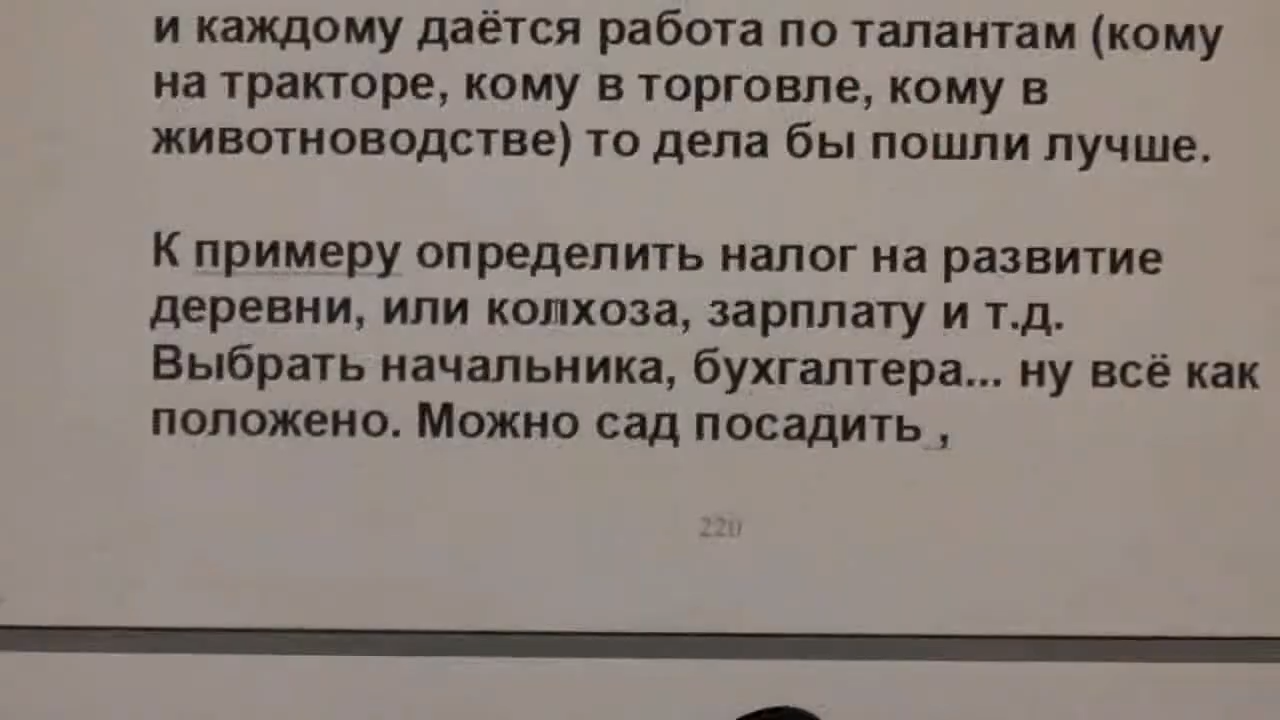 и каждому даётся работа по талантам (кому
на тракторе, кому в торговле, кому в
животноводстве) то дела бы пошли лучше.
К примеру определить налог на развитие
деревни, или колхоза, зарплату и т.д.
Выбрать начальника, бухгалтера... ну всё как
положено. Можно сад посадить ,
220